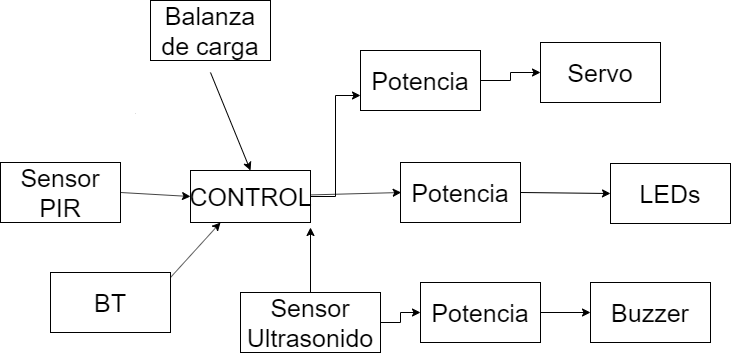 Balanza
de carga
Potencia
Servo
Sensor
PIR
CONTROL
Potencia
LEDs
BT
Sensor
Ultrasonido
Potencia
Buzzer